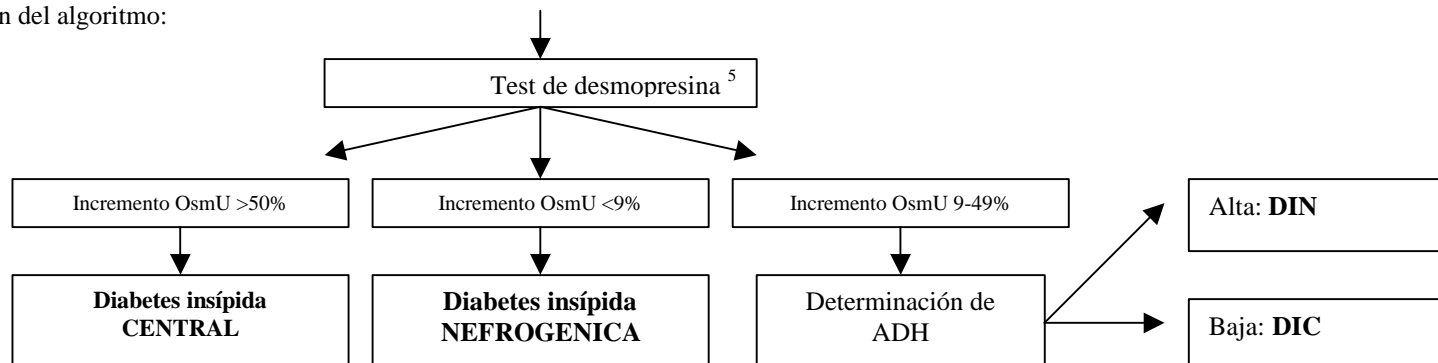 n del algoritmo:
Test de desmopresina 5
Incremento OsmU >50%
Incremento OsmU <9%
Incremento OsmU 9-49%
Alta: DIN
Diabetes insípida
CENTRAL
Diabetes insípida
NEFROGENICA
Determinación de
ADH
Baja: DIC